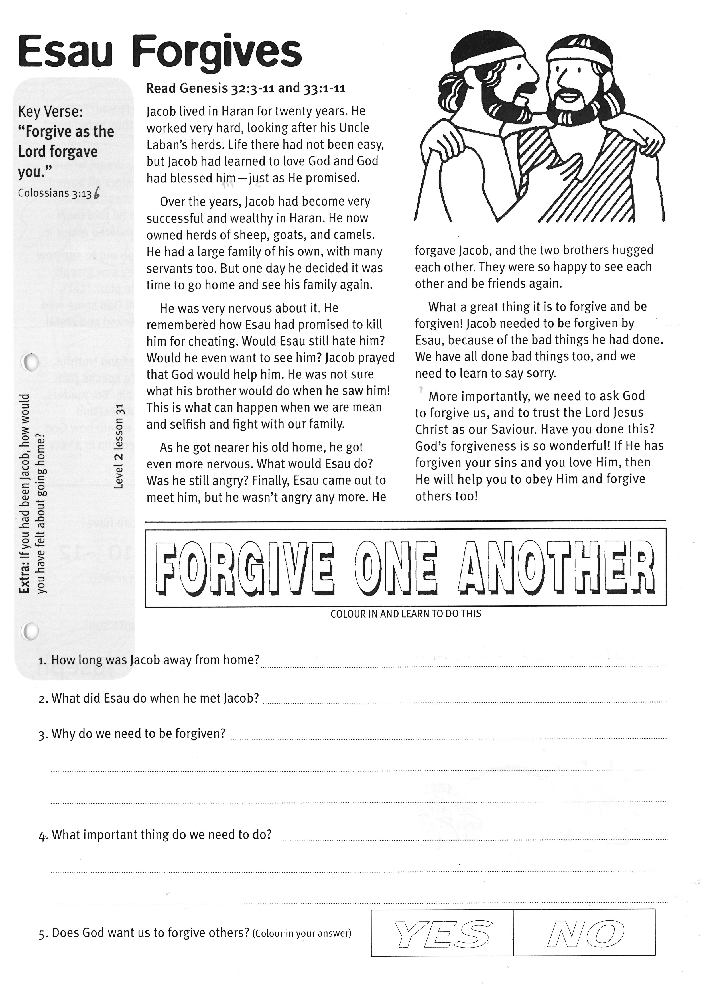 Esau Forgives
Key Verse:
“Forgive as the
Lord forgave
you.”
Colossians 3:13 b
Extra: If you had been Jacob, how would
you have felt about going home?
Level 2 lesson 31
Read Genesis 32:3-11 and 33:1-11
Jacob lived in Haran for twenty years. He
worked very hard, looking after his Uncle
Laban’s herds. Life there had not been easy,
but Jacob had learned to love God and God
had blessed him—just as He promised.
Over the years, Jacob had become very
successful and wealthy in Haran. He now
owned herds of sheep, goats, and camels.
He had a large family of his own, with many
servants too. But one day he decided it was
time to go home and see his family again.
He was very nervous about it. He
remembered how Esau had promised to kill
him for cheating. Would Esau still hate him?
Would he even want to see him? Jacob prayed
that God would help him. He was not sure
what his brother would do when he saw him!
This is what can happen when we are mean
and selfish and fight with our family.
As he got nearer his old home, he got
even more nervous. What would Esau do?
Was he still angry? Finally, Esau came out to
meet him, but he wasn’t angry any more. He
forgave Jacob, and the two brothers hugged
each other. They were so happy to see each
other and be friends again.
What a great thing it is to forgive and be
forgiven! Jacob needed to be forgiven by
Esau, because of the bad things he had done.
We have all done bad things too, and we
need to learn to say sorry.
More importantly, we need to ask God
to forgive us, and to trust the Lord Jesus
Christ as our Saviour. Have you done this?
God’s forgiveness is so wonderful! If He has
forgiven your sins and you love Him, then
He will help you to obey Him and forgive
others too!
FORGIVE ONE ANOTHER
COLOUR IN AND LEARN TO DO THIS
1. How long was Jacob away from home?
2. What did Esau do when he met Jacob?
3. Why do we need to be forgiven?
4. What important thing do we need to do?
5. Does God want us to forgive others? (Colour in your answer)
YES NO